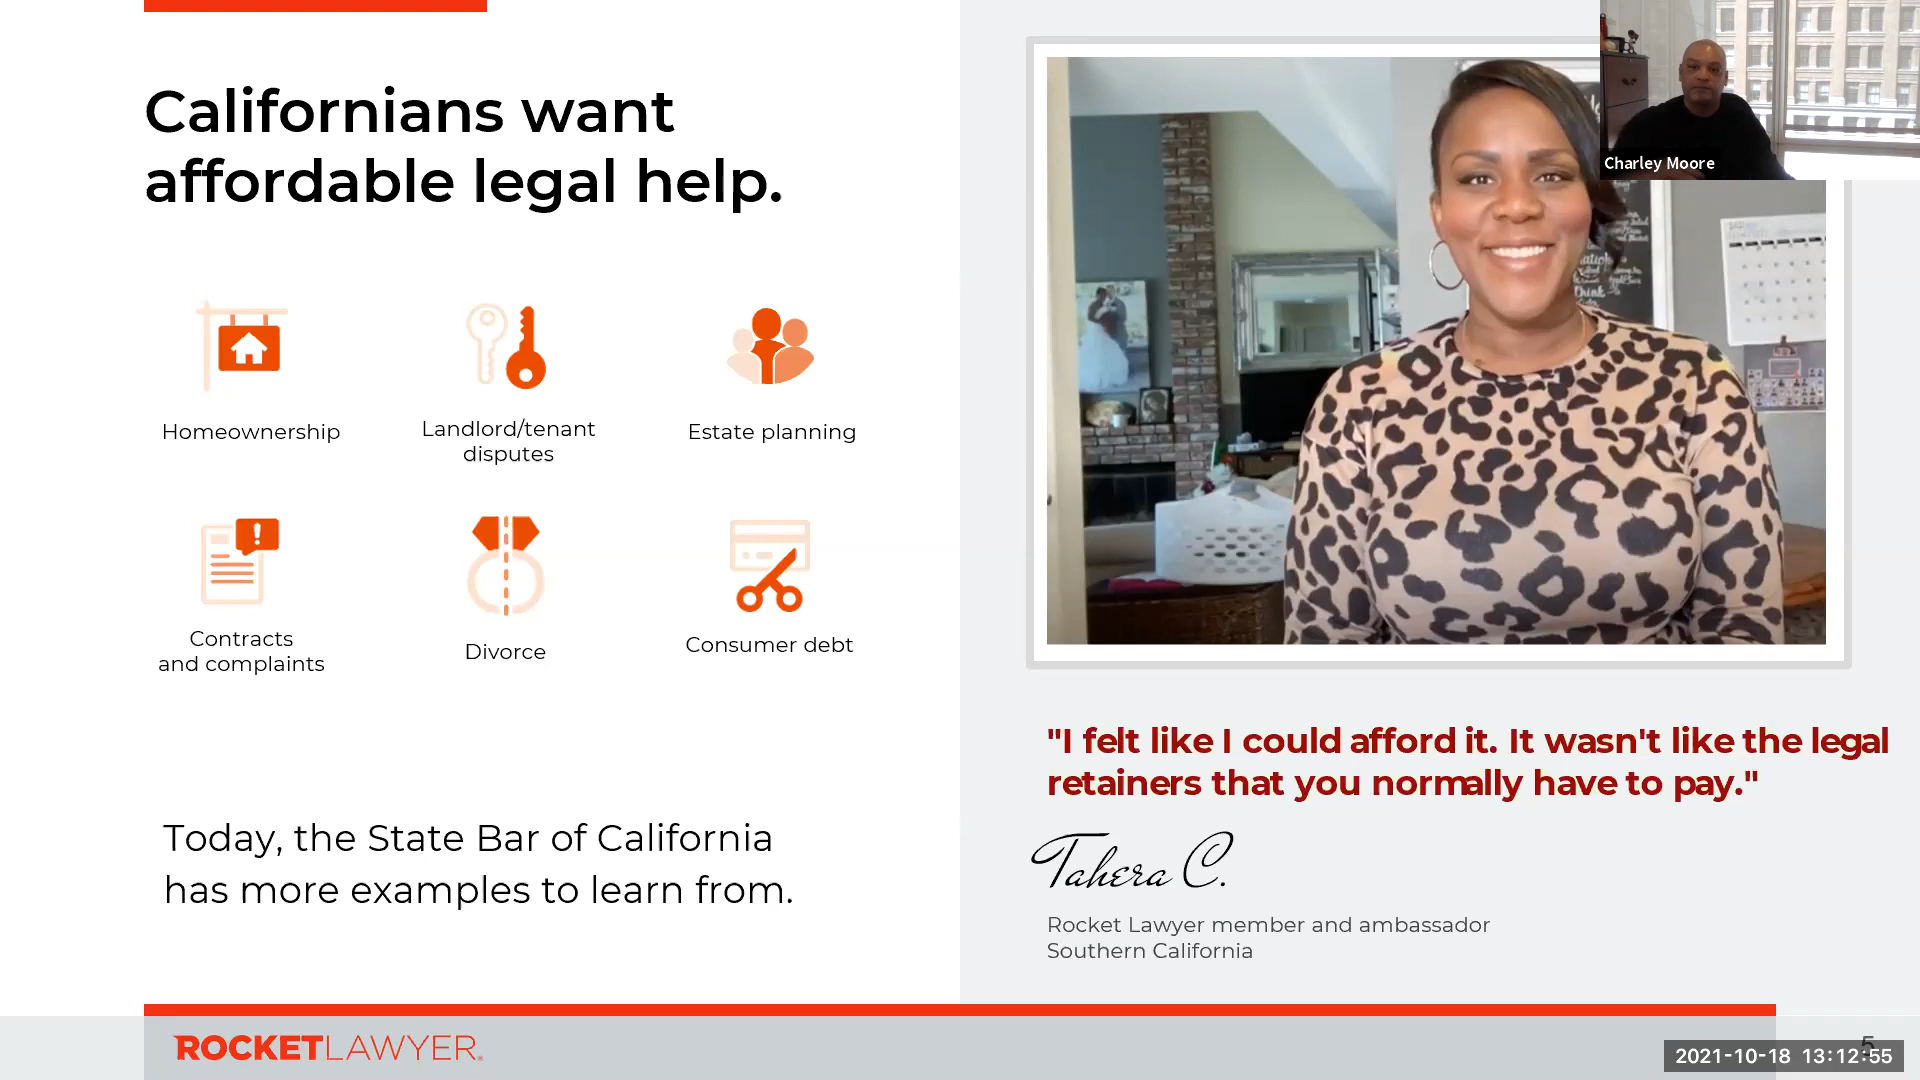 Californians want
affordable legal help.
Homeownership
Landlord/tenant
disputes
Estate planning
Contracts
and complaints
Divorce
Consumer debt
Today, the State Bar of California
has more examples to learn from.
Charley Moore
Think
"I felt like I could afford it. It wasn't like the legal
retainers that you normally have to pay."
Tahera C.
Rocket Lawyer member and ambassador
Southern California
ROCKETLAWYER
5
2021-10-18 13:12:55